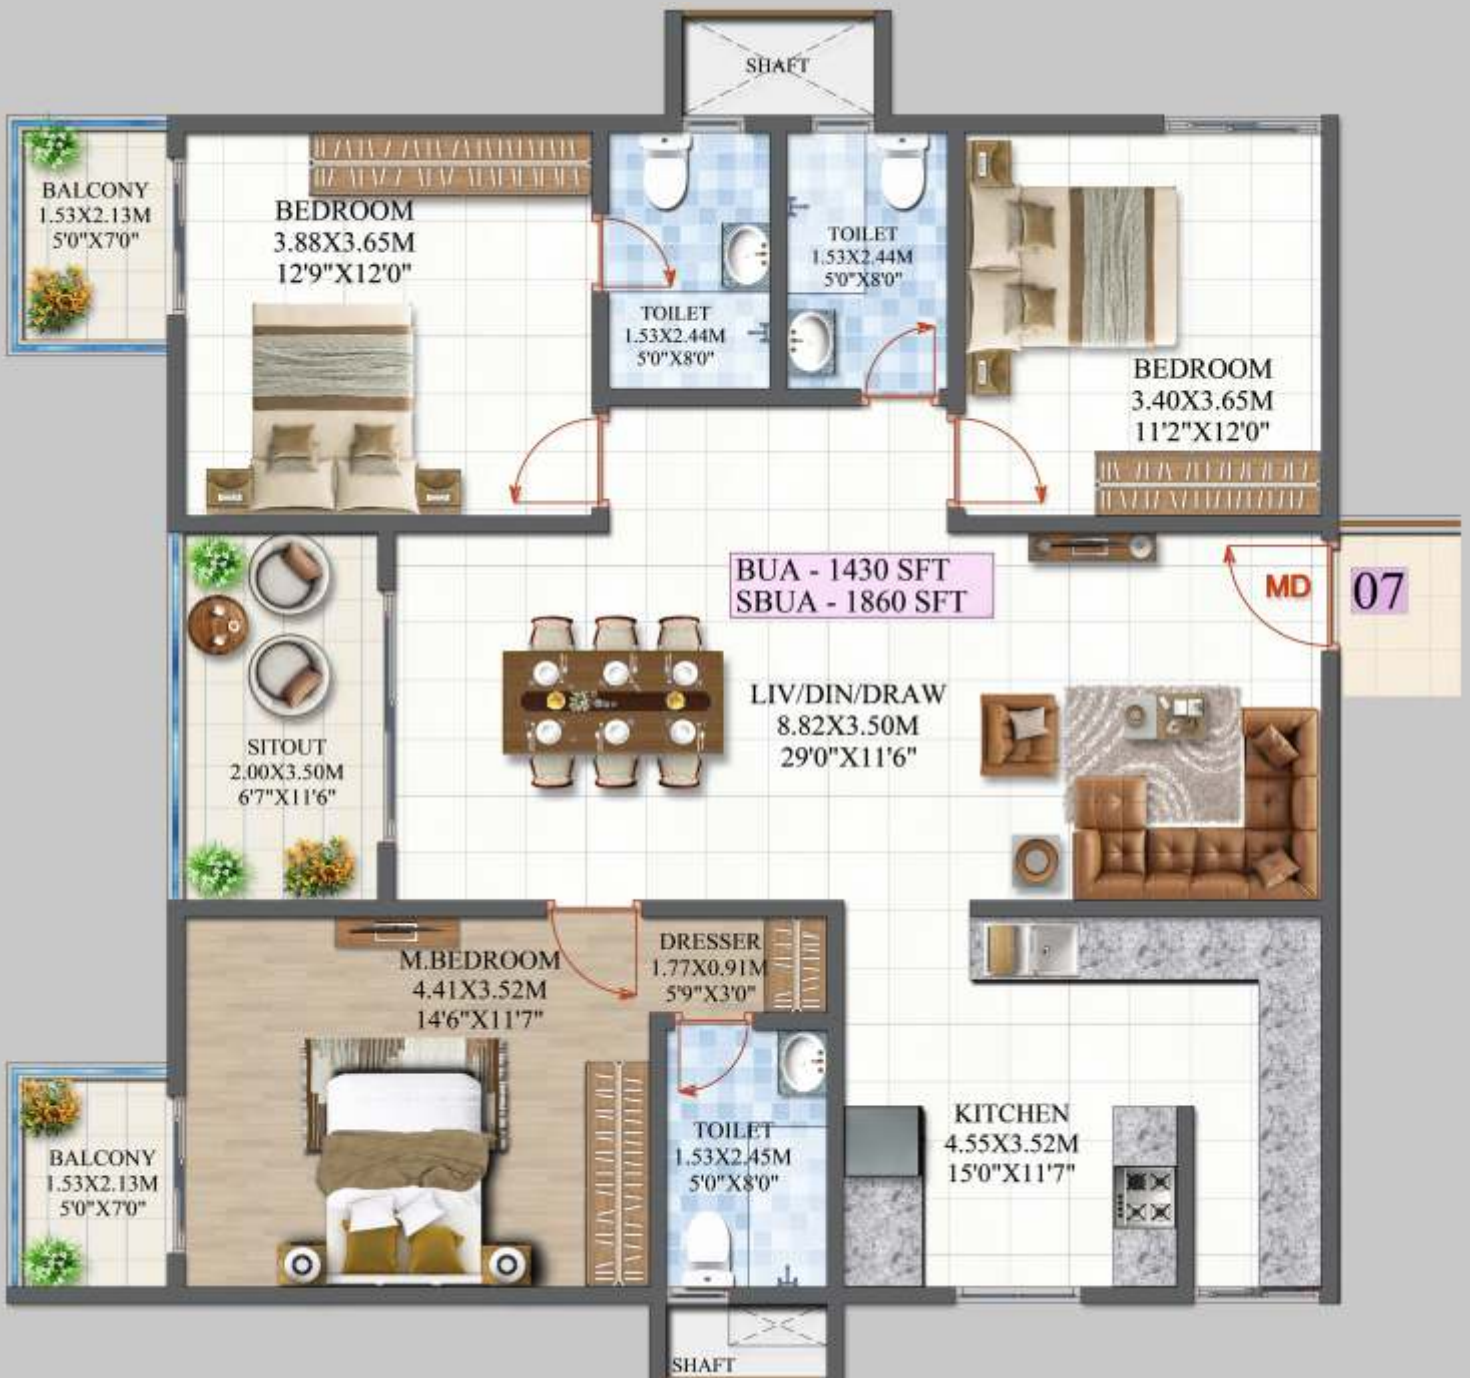 SHAFT
BALCONY
1.53X2.13M
5'0"X7'0"
BEDROOM
3.88X3.65M
12'9"X12'0"
TOILET
1.53X2.44M
5'0"X8'0"
TOILET
1.53X2.44M
5'0"X8'0"
BEDROOM
3.40X3.65M
11'2"X12'0"
BUA - 1430 SFT
SBUA - 1860 SFT
MD
07
LIV/DIN/DRAW
8.82X3.50M
29'0"X11'6"
SITOUT
2.00X3.50M
6'7"X11'6"
M.BEDROOM
4.41X3.52M
14'6"X11'7"
DRESSER
1.77X0.91M
5'9"X3'0"
BALCONY
1.53X2.13M
5'0"X7'0"
TOILET
1.53X2.45M
5'0"X8'0"
KITCHEN
4.55X3.52M
15'0"X11'7"
SHAFT